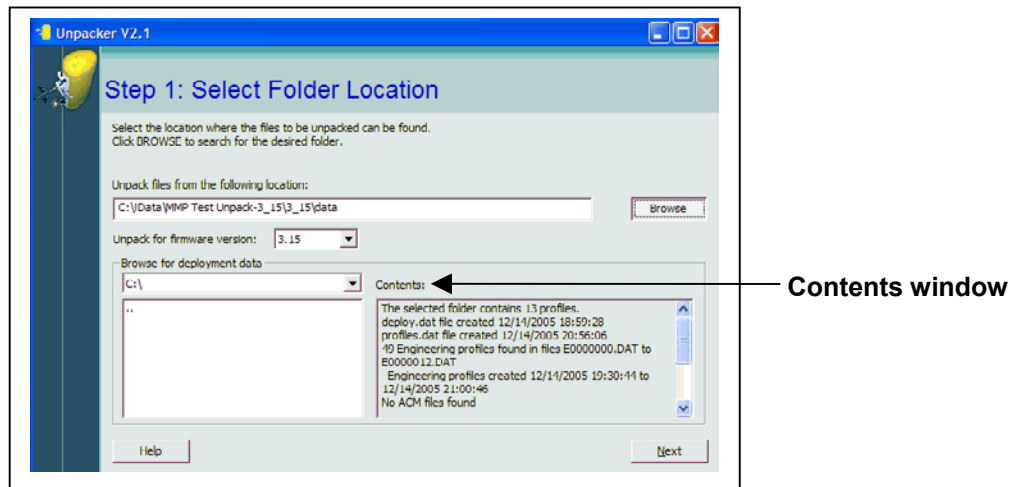 Unpacker V2.1
Step 1: Select Folder Location
Select the location where the files to be unpacked can be found.
Click BROWSE to search for the desired folder.
Unpack files from the following location:
C:\IData\MMP Test Unpack-3_15\3_15\data
Browse
Unpack for firmware version:
3.15
Browse for deployment data
C:\
..
Contents:
The selected folder contains 13 profiles.
deploy.dat file created 12/14/2005 18:59:28
profiles.dat file created 12/14/2005 20:56:06
49 Engineering profiles found in files E0000000.DAT to
E0000012.DAT
Engineering profiles created 12/14/2005 19:30:44 to
12/14/2005 21:00:46
No ACM files found
Help
Next
Contents window